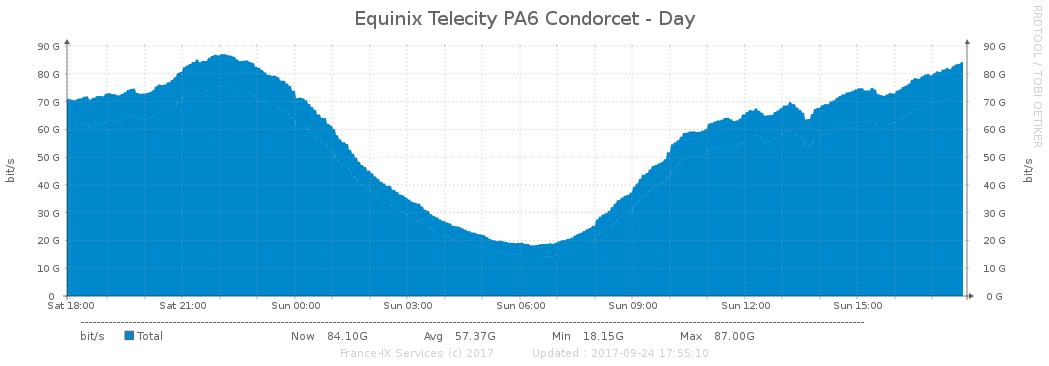 Equinix Telecity PA6 Condorcet - Day
RRDTOOL / TOBI OETIKER
90 G 90 G
80 G 80 G
70 G 70 G
60 G 60 G
50 G 50 G
40 G 40 G
30 G 30 G
20 G 20 G
10 G 10 G
0 0 G
bit/s
bit/s
Sat 18:00 Sat 21:00 Sun 00:00 Sun 03:00 Sun 06:00 Sun 09:00 Sun 12:00 Sun 15:00
bit/s Total Now 84.10G Avg 57.37G Min 18.15G Max 87.00G
France-IX Services (c) 2017 Updated : 2017-09-24 17:55:10